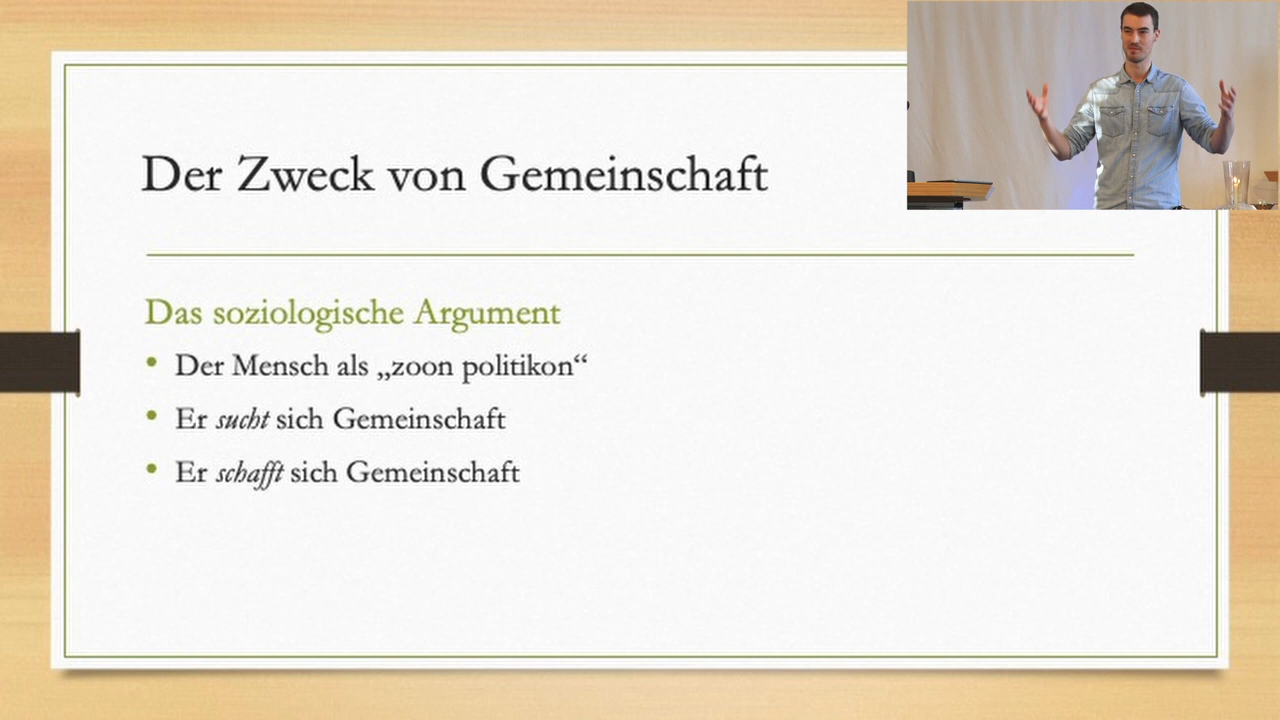 Der Zweck von Gemeinschaft
Das soziologische Argument
• Der Mensch als „zoon politikon“
• Er sucht sich Gemeinschaft
• Er schafft sich Gemeinschaft